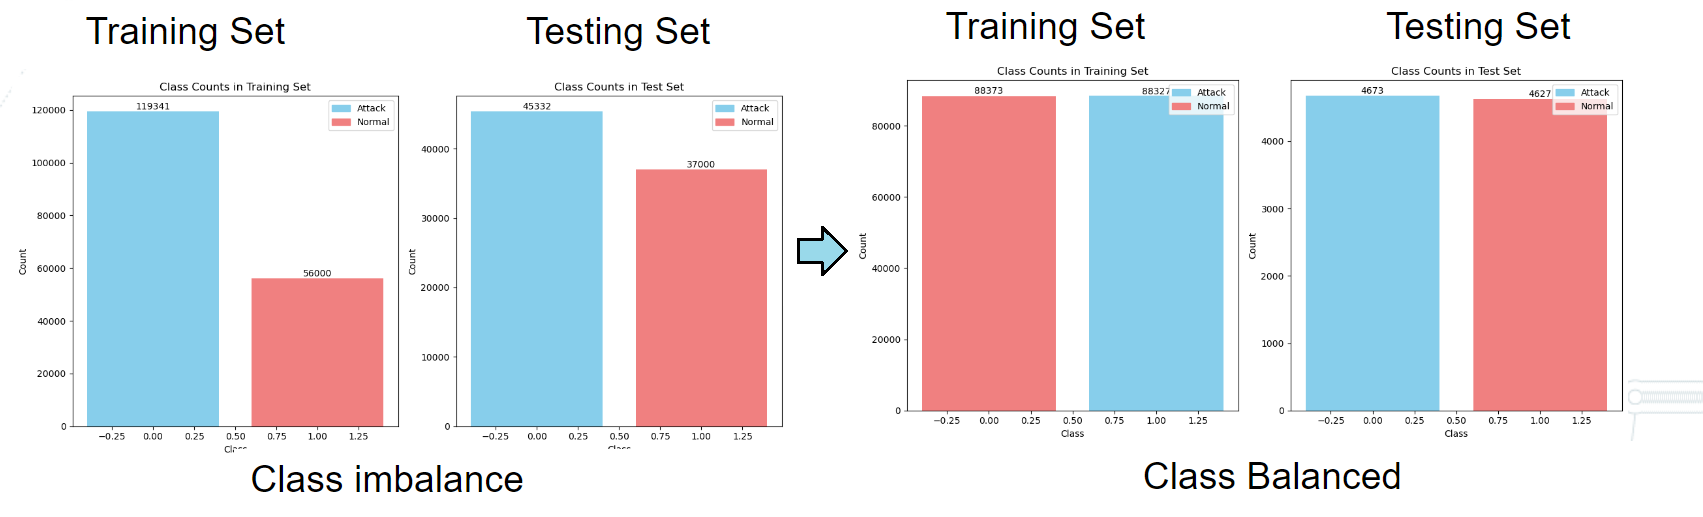 Training Set
Testing Set
Training Set
Testing Set
Class Counts in Training Set
119341
56000
Attack
Normal
120000
100000
80000
60000
40000
20000
0
Count
−0.25 0.00 0.25 0.50 0.75 1.00 1.25
Class
Class Counts in Test Set
45332
37000
Attack
Normal
40000
30000
20000
10000
0
Count
−0.25 0.00 0.25 0.50 0.75 1.00 1.25
Class
Class imbalance
Class Counts in Training Set
88373
88327
Attack
Normal
80000
60000
40000
20000
0
Count
−0.25 0.00 0.25 0.50 0.75 1.00 1.25
Class
Class Counts in Test Set
4673
4627
Attack
Normal
4000
3000
2000
1000
0
Count
−0.25 0.00 0.25 0.50 0.75 1.00 1.25
Class
Class Balanced